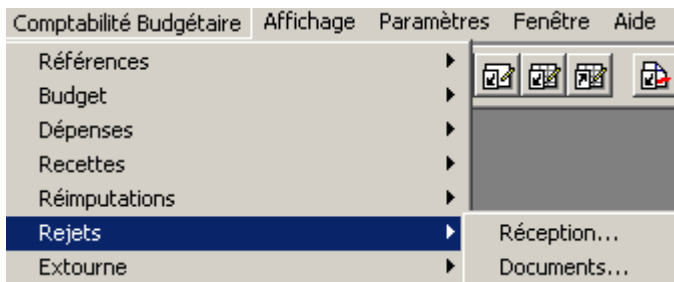 Comptabilité Budgétaire Affichage Paramètres Fenêtre Aide
Références
Budget
Dépenses
Recettes
Réimputations
Rejets Réception...
Extourne Documents...